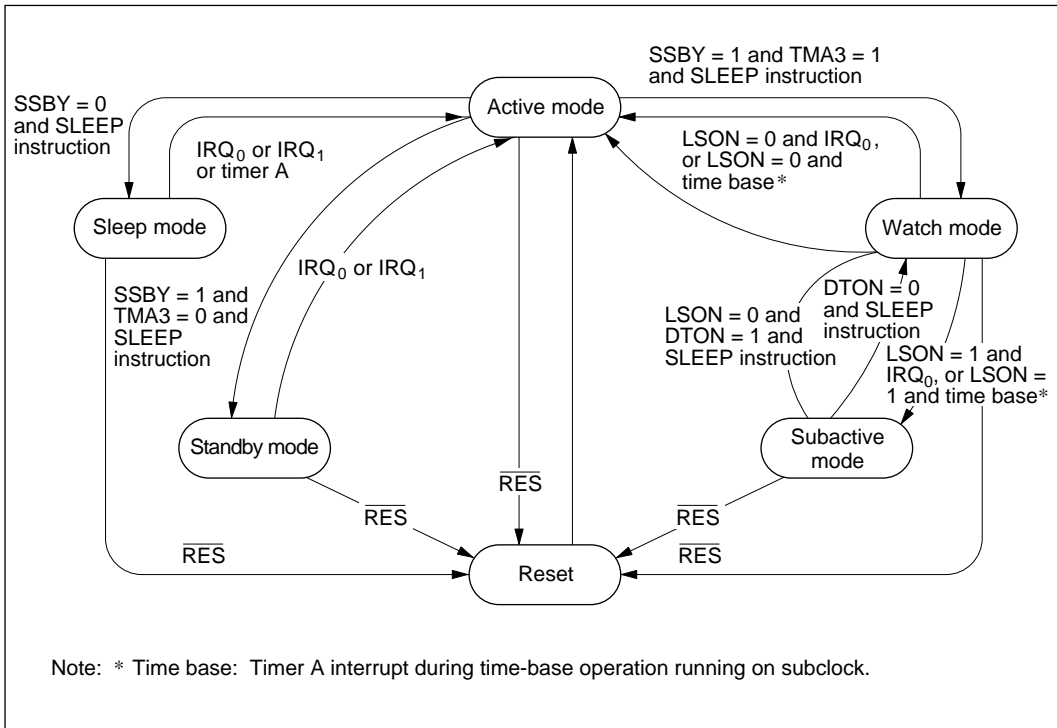 SSBY = 1 and TMA3 = 1
and SLEEP instruction
Active mode
SSBY = 0
and SLEEP
instruction
IRQ0 or IRQ1
or timer A
LSON = 0 and IRQ0,
or LSON = 0 and
time base*
Sleep mode
Watch mode
IRQ0 or IRQ1
SSBY = 1 and
TMA3 = 0 and
SLEEP
instruction
DTON = 0
and SLEEP
instruction
LSON = 0 and
DTON = 1 and
SLEEP instruction
LSON = 1 and
IRQ0, or LSON =
1 and time base*
Standby mode
Subactive
mode
RES
RES
RES
RES
RES
Reset
Note: * Time base: Timer A interrupt during time-base operation running on subclock.